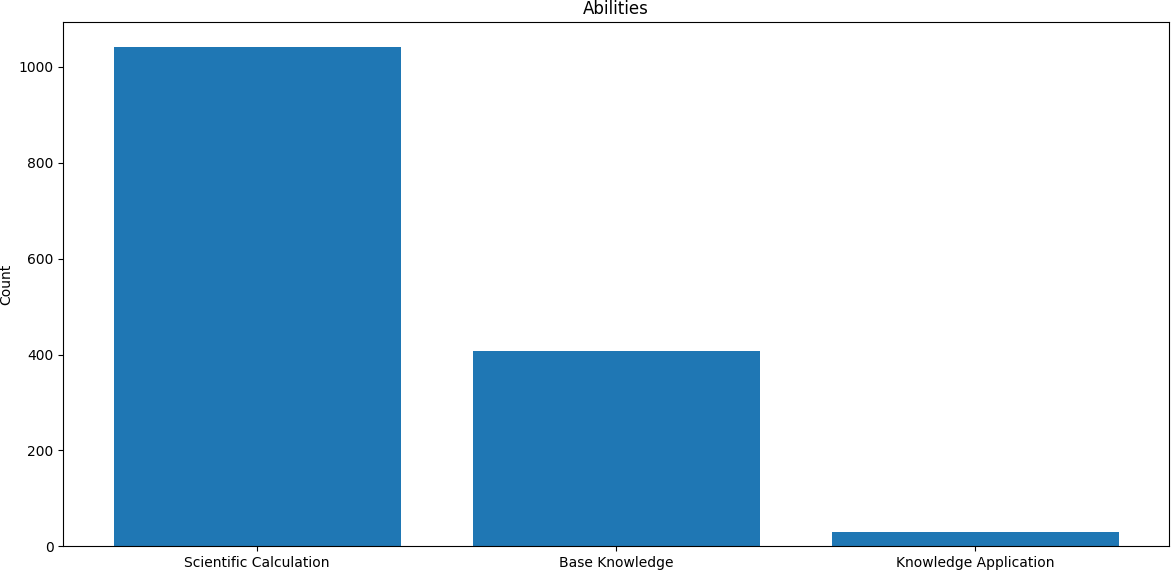 Abilities
Count
1000
800
600
400
200
0
Scientific Calculation
Base Knowledge
Knowledge Application